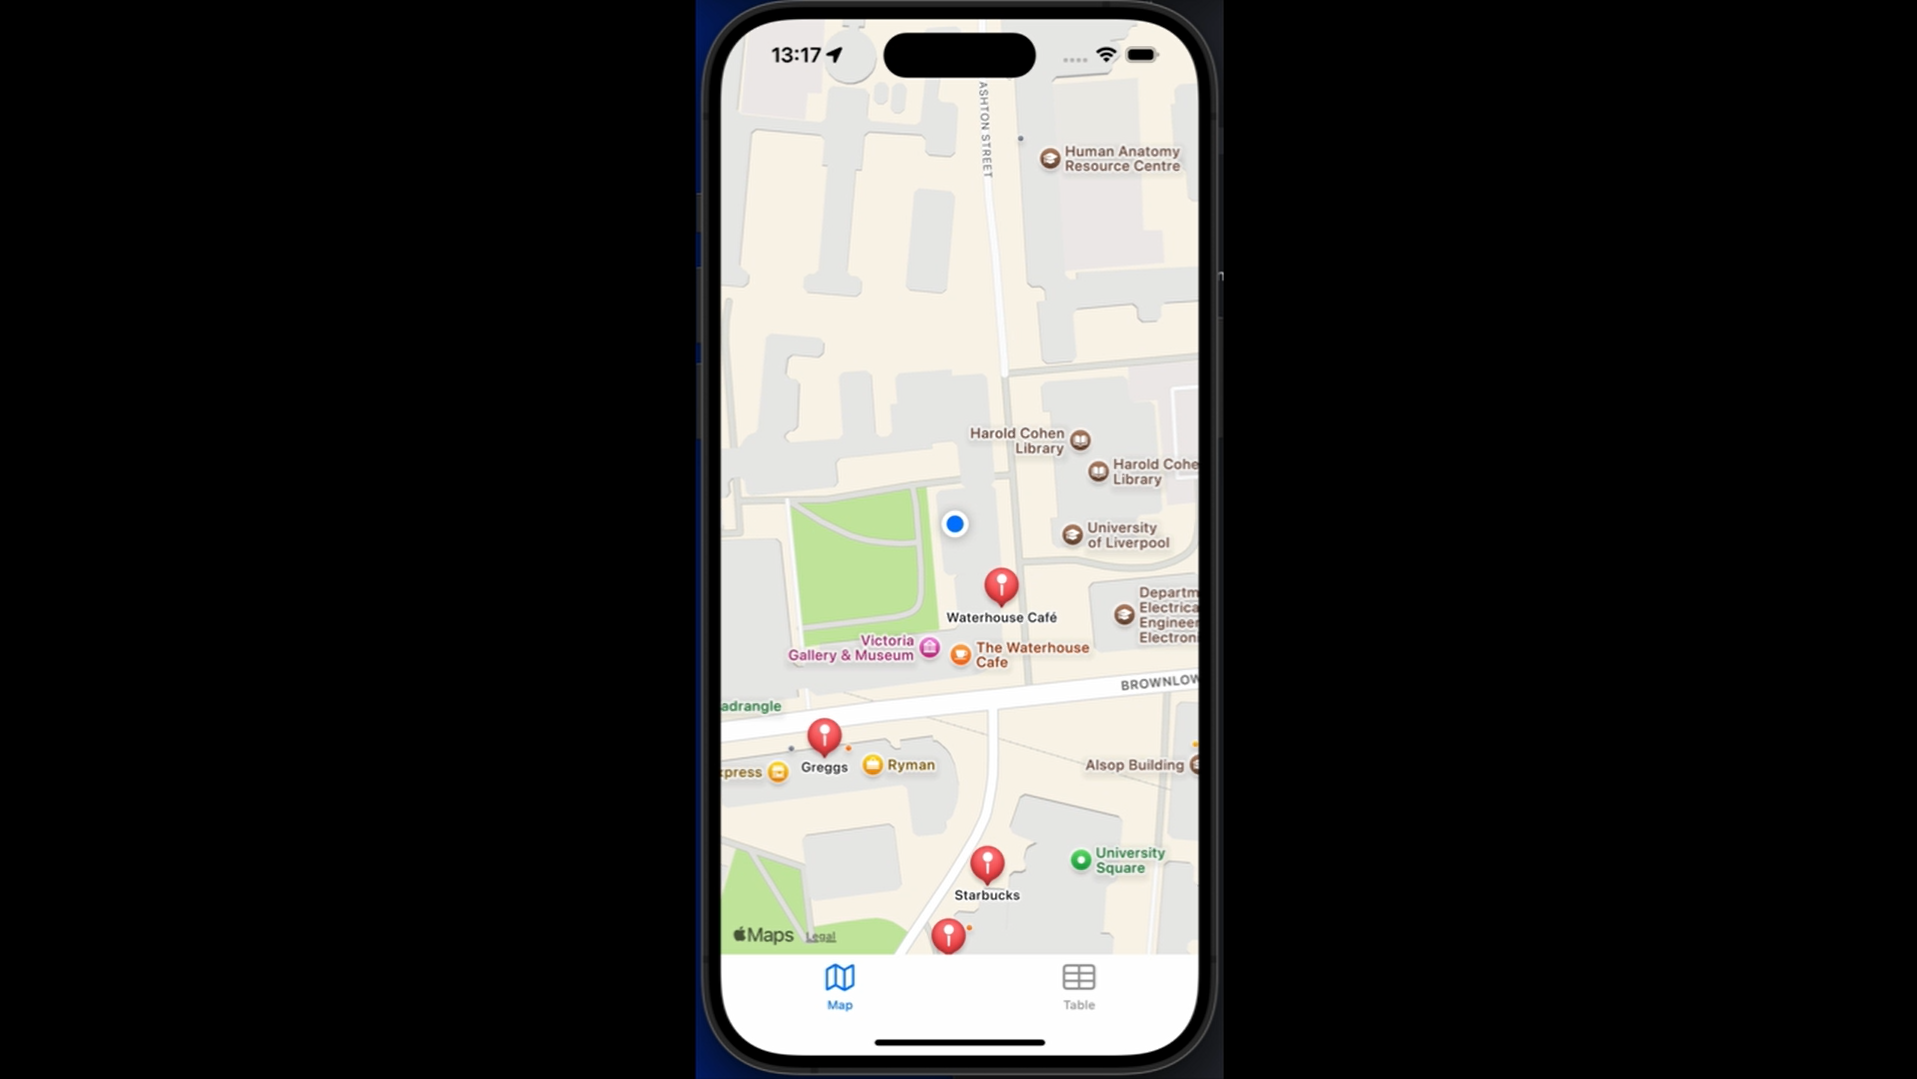 13:17
ASHTON STREET
Human Anatomy
Resource Centre
Harold Cohen
Library
Harold Cohe
Library
University
of Liverpool
Departm
Electrica
Engineer
Electroni
Waterhouse Café
Victoria
Gallery & Museum
The Waterhouse
Cafe
BROWNLOW
adrangle
Greggs
xpress
Ryman
Alsop Building
University
Square
Starbucks
Maps
Legal
Map
Table